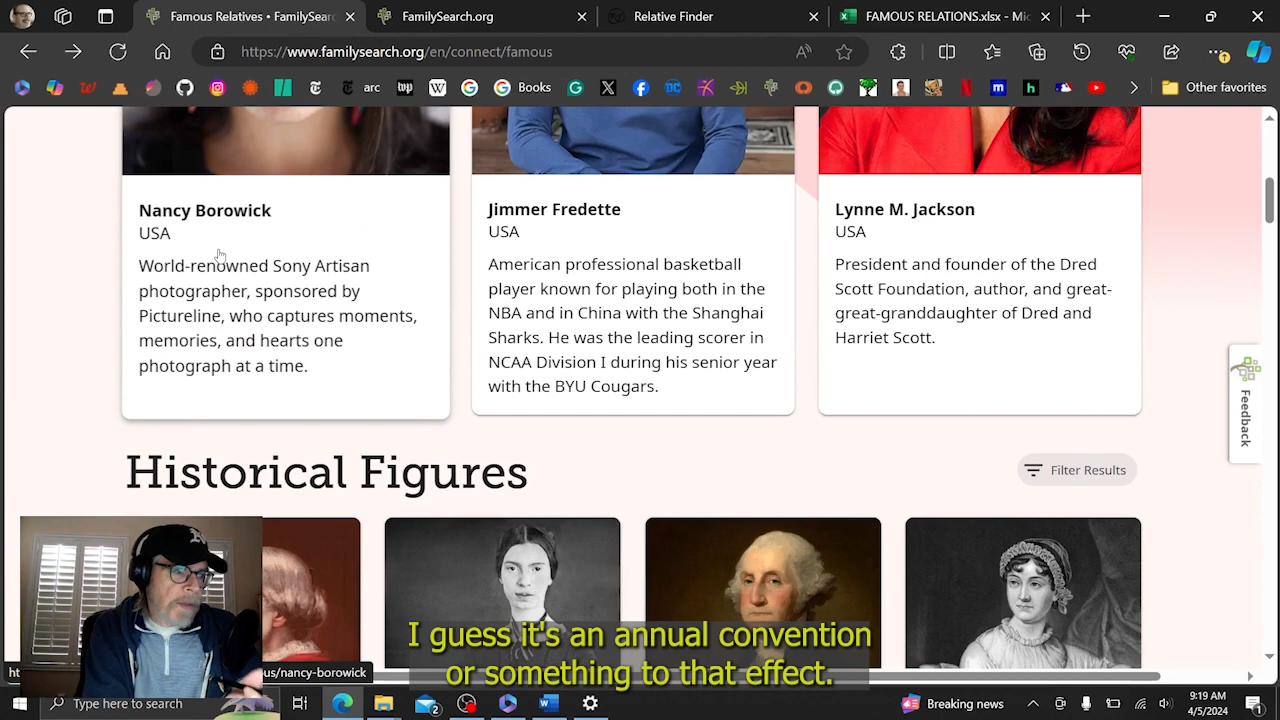 Famous Relatives • FamilySear
FamilySearch.org
Relative Finder
FAMOUS RELATIONS.xlsx - Mic
https://www.familysearch.org/en/connect/famous
arc
Books
Other favorites
Nancy Borowick
USA
World-renowned Sony Artisan
photographer, sponsored by
Pictureline, who captures moments,
memories, and hearts one
photograph at a time.
Jimmer Fredette
USA
American professional basketball
player known for playing both in the
NBA and in China with the Shanghai
Sharks. He was the leading scorer in
NCAA Division I during his senior year
with the BYU Cougars.
Lynne M. Jackson
USA
President and founder of the Dred
Scott Foundation, author, and great-
great-granddaughter of Dred and
Harriet Scott.
Feedback
Historical Figures
Filter Results
I guess it's an annual convention
or something to that effect.
us/nancy-borowick
Type here to search
Breaking news
9:19 AM
4/5/2024